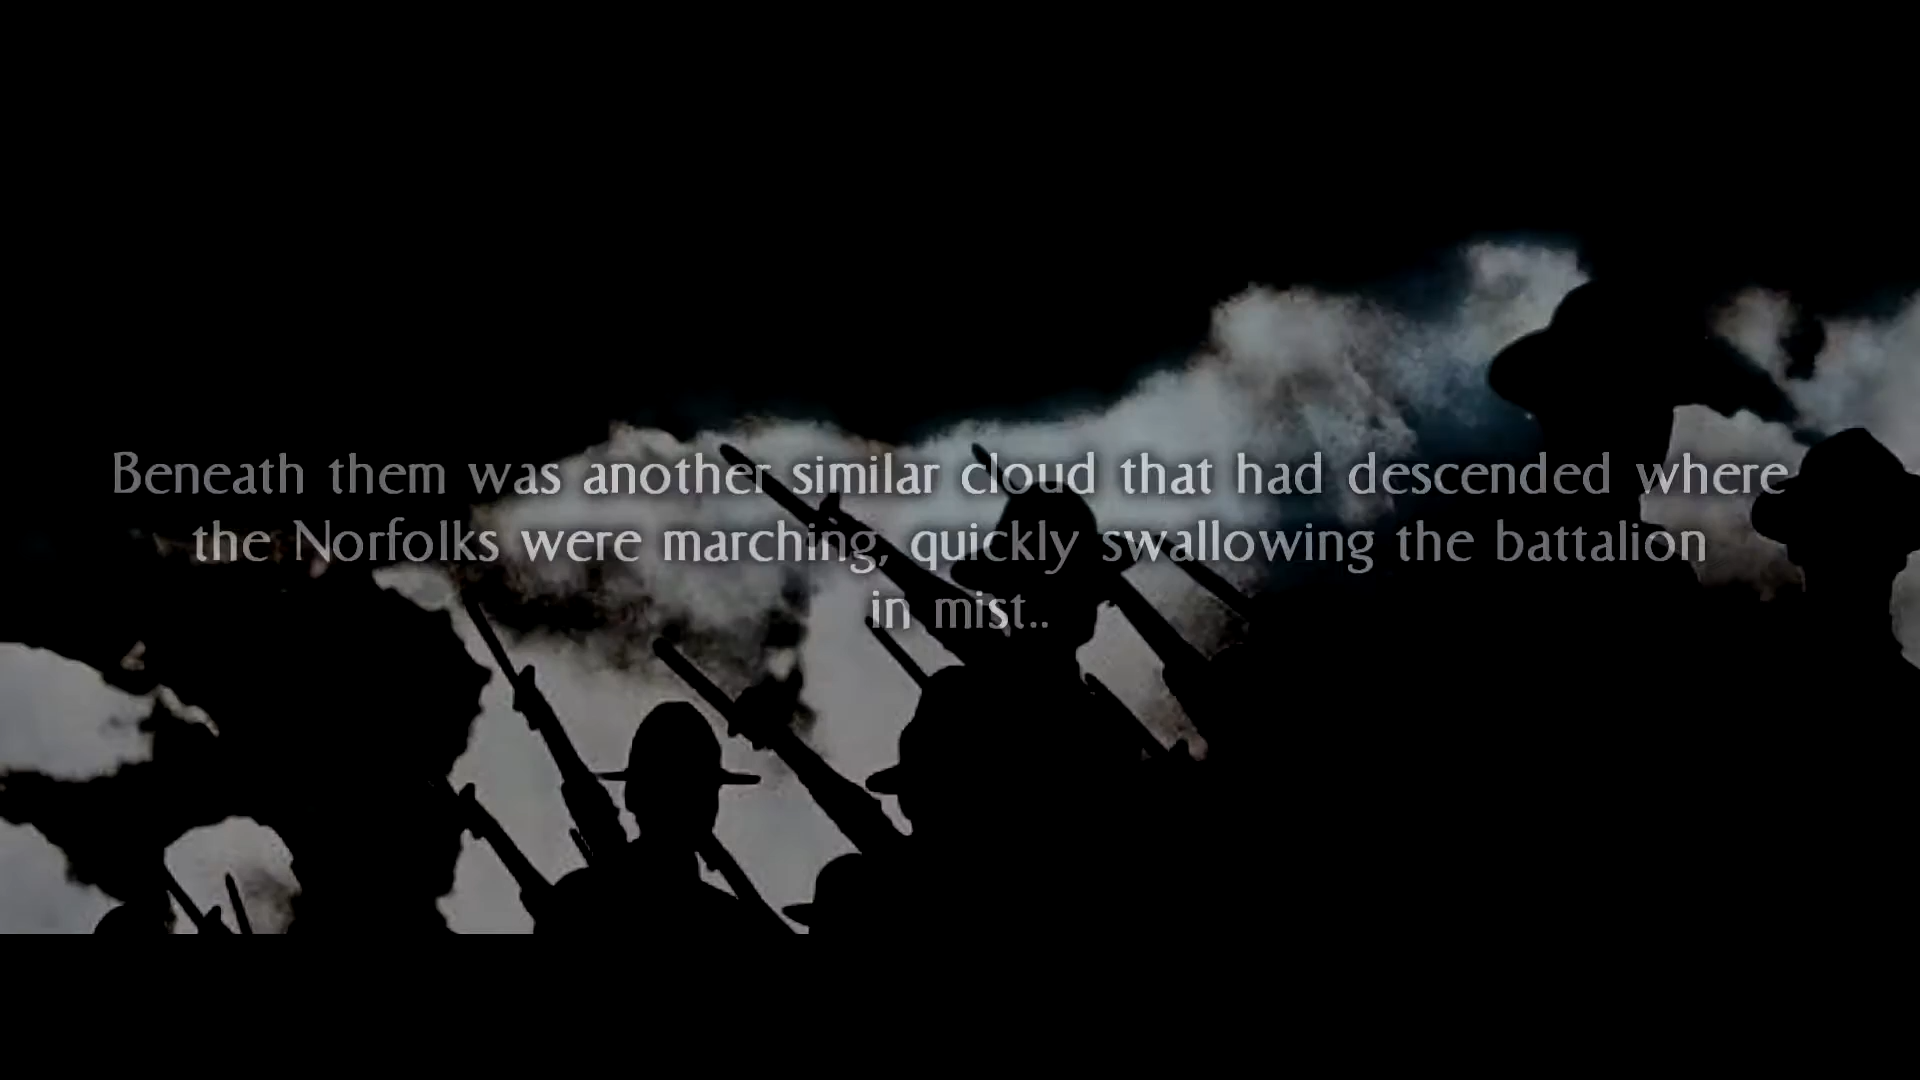 Beneath them was another similar cloud that had descended where
the Norfolks were marching, quickly swallowing the battalion
in mist..